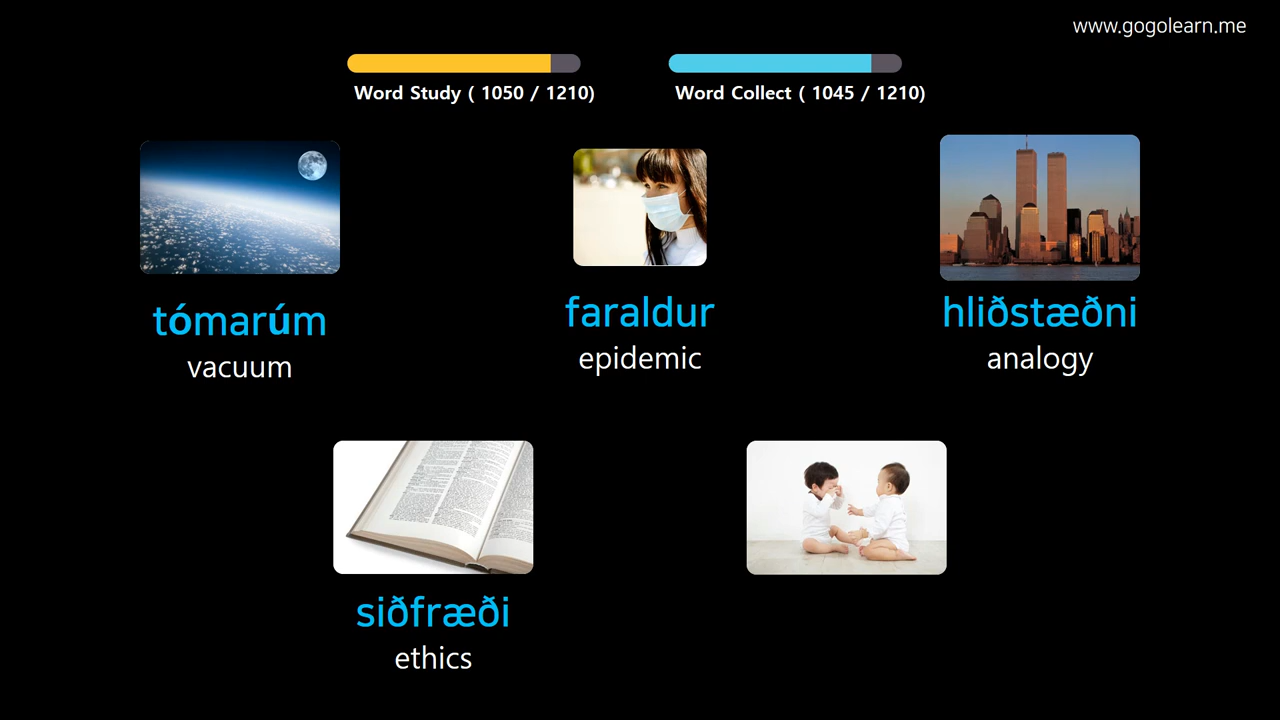 www.gogolearn.me
Word Study ( 1050 / 1210)
Word Collect ( 1045 / 1210)
tómarúm
vacuum
faraldur
epidemic
hliðstæðni
analogy
siðfræði
ethics